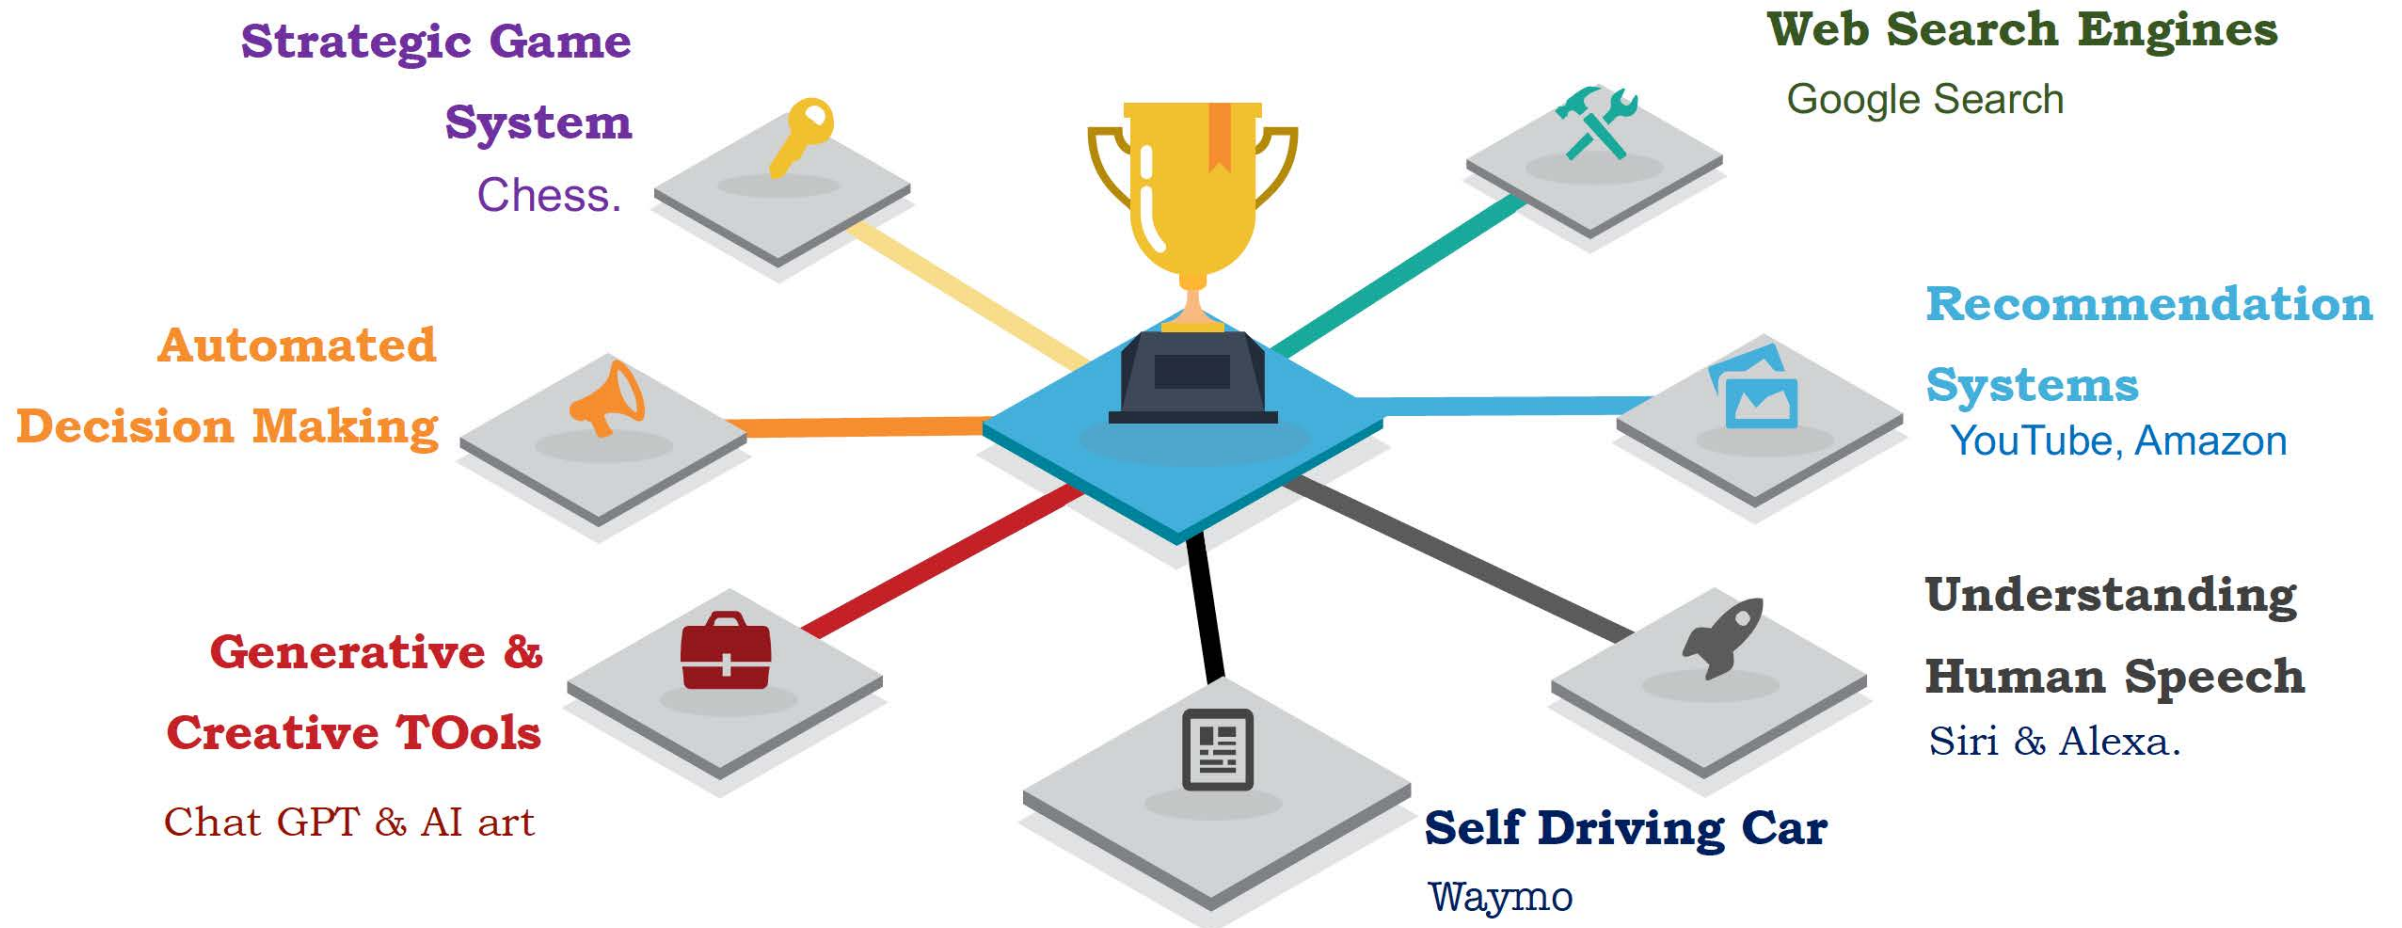 Strategic Game
System
Chess.
Web Search Engines
Google Search
Automated
Decision Making
Recommendation
Systems
YouTube, Amazon
Generative &
Creative TOols
Chat GPT & AI art
Understanding
Human Speech
Siri & Alexa.
Self Driving Car
Waymo